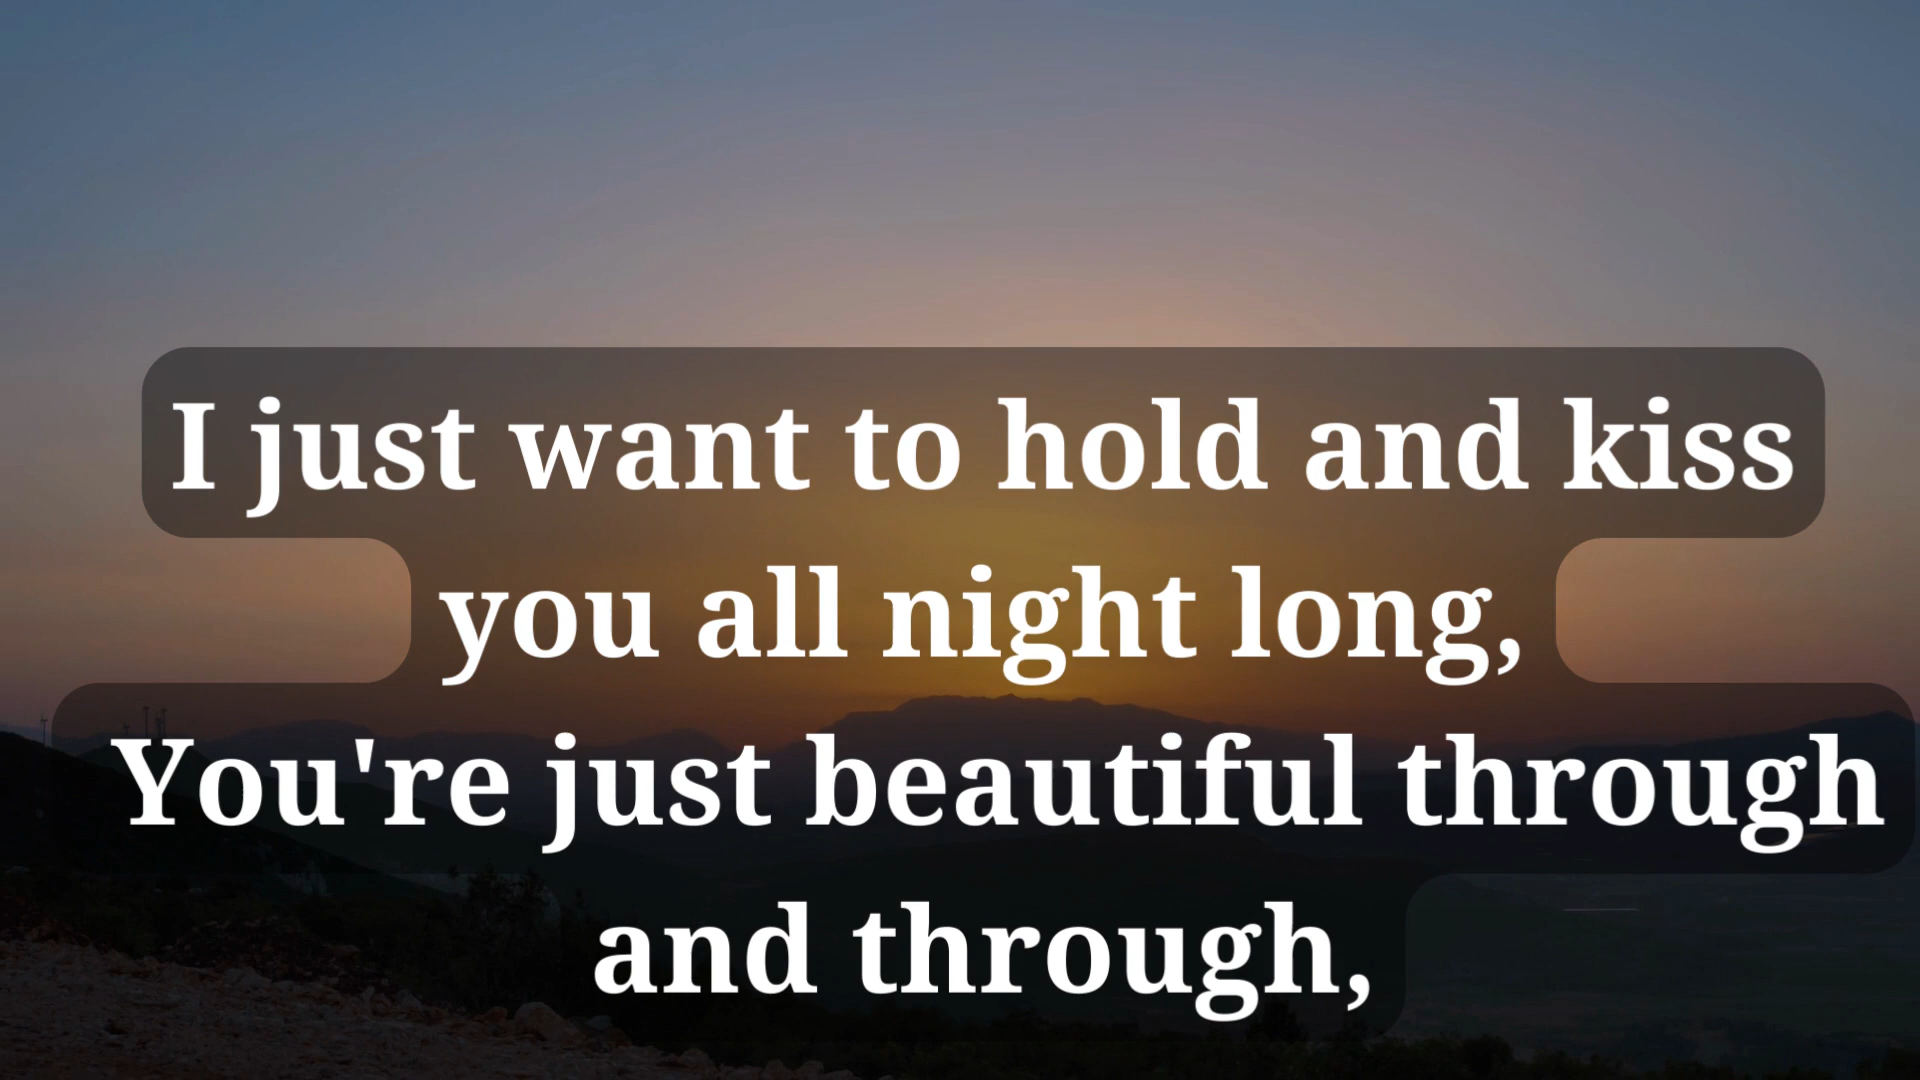 I just want to hold and kiss
you all night long,
You're just beautiful through
and through,